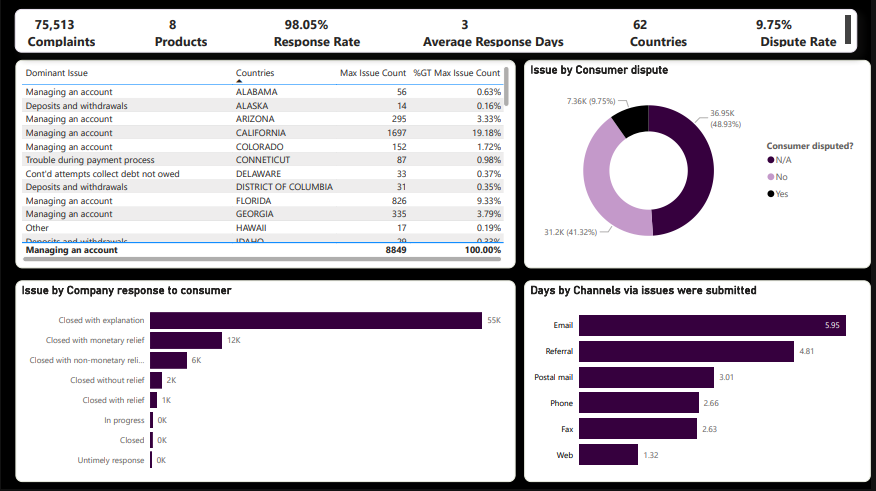 75,513 8 98.05% 3 62 9.75%
Complaints Products Response Rate Average Response Days Countries Dispute Rate
Dominant Issue Countries Max Issue Count %GT Max Issue Count
Managing an account ALABAMA 56 0.63%
Deposits and withdrawals ALASKA 14 0.16%
Managing an account ARIZONA 295 3.33%
Managing an account CALIFORNIA 1697 19.18%
Managing an account COLORADO 152 1.72%
Trouble during payment process CONNETICUT 87 0.98%
Cont'd attempts collect debt not owed DELAWARE 33 0.37%
Deposits and withdrawals DISTRICT OF COLUMBIA 31 0.35%
Managing an account FLORIDA 826 9.33%
Managing an account GEORGIA 335 3.79%
Other HAWAII 17 0.19%
Deposits and withdrawals IDAHO 29 0.33%
Managing an account 8849 100.00%
Issue by Consumer dispute
7.36K (9.75%)
36.95K
(48.93%)
31.2K (41.32%)
Consumer disputed?
N/A
No
Yes
Issue by Company response to consumer
Closed with explanation 55K
Closed with monetary relief 12K
Closed with non-monetary reli... 6K
Closed without relief 2K
Closed with relief 1K
In progress 0K
Closed 0K
Untimely response 0K
Days by Channels via issues were submitted
Email 5.95
Referral 4.81
Postal mail 3.01
Phone 2.66
Fax 2.63
Web 1.32